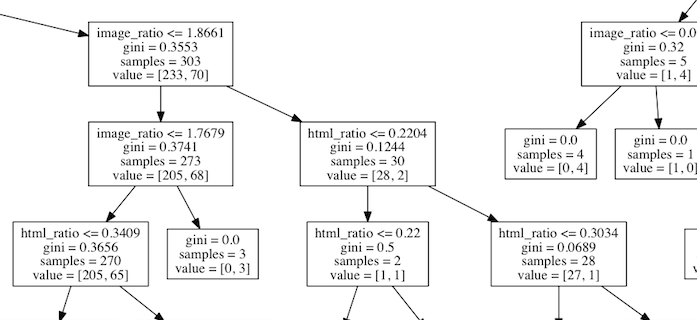 image_ratio <= 1.8661
gini = 0.3553
samples = 303
value = [233, 70]
image_ratio <= 0.0
gini = 0.32
samples = 5
value = [1, 4]
image_ratio <= 1.7679
gini = 0.3741
samples = 273
value = [205, 68]
html_ratio <= 0.2204
gini = 0.1244
samples = 30
value = [28, 2]
gini = 0.0
samples = 4
value = [0, 4]
gini = 0.0
samples = 1
value = [1, 0]
html_ratio <= 0.3409
gini = 0.3656
samples = 270
value = [205, 65]
gini = 0.0
samples = 3
value = [0, 3]
html_ratio <= 0.22
gini = 0.5
samples = 2
value = [1, 1]
html_ratio <= 0.3034
gini = 0.0689
samples = 28
value = [27, 1]